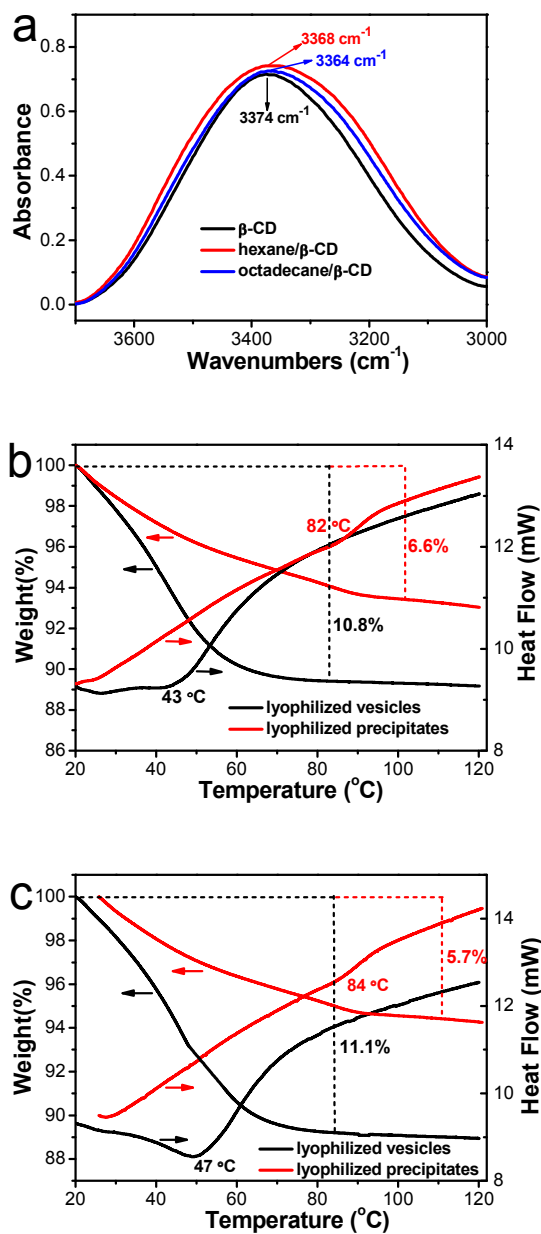 a
0.8
0.6
0.4
0.2
0.0
Absorbance
3368 cm⁻¹
3364 cm⁻¹
3374 cm⁻¹
β-CD
hexane/β-CD
octadecane/β-CD
3600 3400 3200 3000
Wavenumbers (cm⁻¹)
b
100
98
96
94
92
90
88
86
Weight(%)
14
12
10
8
Heat Flow (mW)
82 °C
6.6%
10.8%
43 °C
lyophilized vesicles
lyophilized precipitates
20 40 60 80 100 120
Temperature (°C)
c
100
98
96
94
92
90
88
Weight(%)
14
12
10
8
Heat Flow (mW)
5.7%
84 °C
11.1%
47 °C
lyophilized vesicles
lyophilized precipitates
20 40 60 80 100 120
Temperature (°C)